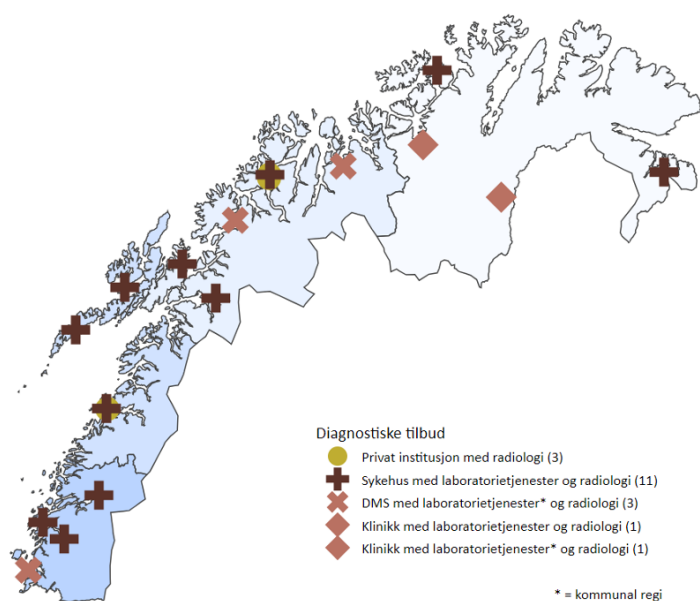 Diagnostiske tilbud
Privat institusjon med radiologi (3)
Sykehus med laboratorietjenester og radiologi (11)
DMS med laboratorietjenester* og radiologi (3)
Klinikk med laboratorietjenester og radiologi (1)
Klinikk med laboratorietjenester* og radiologi (1)
* = kommunal regi